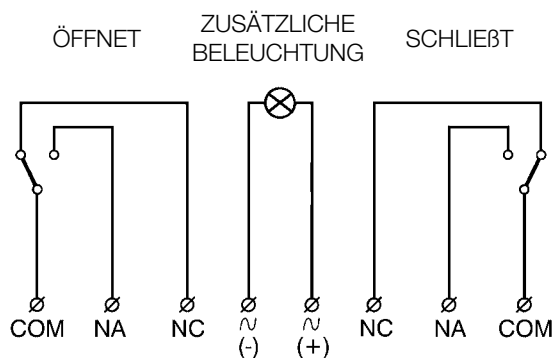 ÖFFNET
ZUSÄTZLICHE
BELEUCHTUNG
SCHLIEßT
COM NA NC ~ ~ NC NA COM
(-) (+)